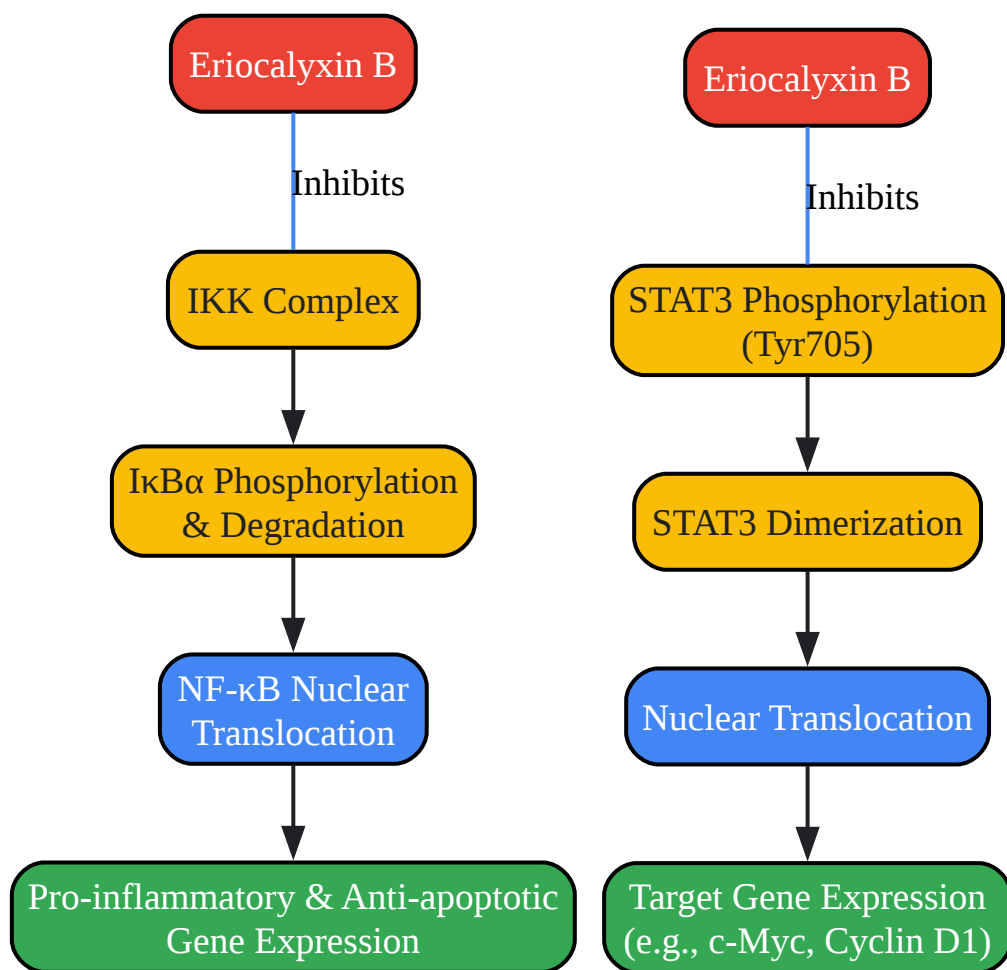 Eriocalyxin B
Inhibits
IKK Complex
IκBα Phosphorylation
& Degradation
NF-κB Nuclear
Translocation
Pro-inflammatory & Anti-apoptotic
Gene Expression
Eriocalyxin B
Inhibits
STAT3 Phosphorylation
(Tyr705)
STAT3 Dimerization
Nuclear Translocation
Target Gene Expression
(e.g., c-Myc, Cyclin D1)